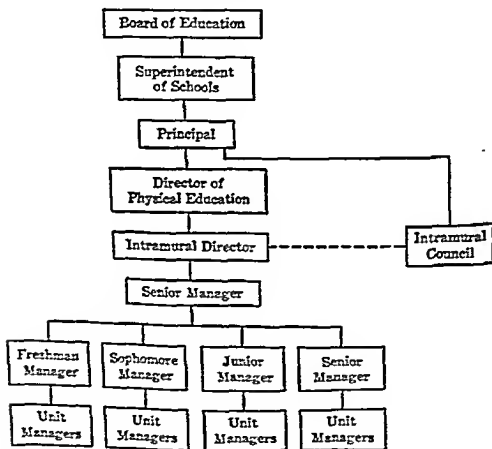 Board of Education
Superintendent
of Schools
Principal
Director of
Physical Education
Intramural Director
Intramural
Council
Senior Manager
Freshman
Manager
Sophomore
Manager
Junior
Manager
Senior
Manager
Unit
Managers
Unit
Managers
Unit
Managers
Unit
Managers